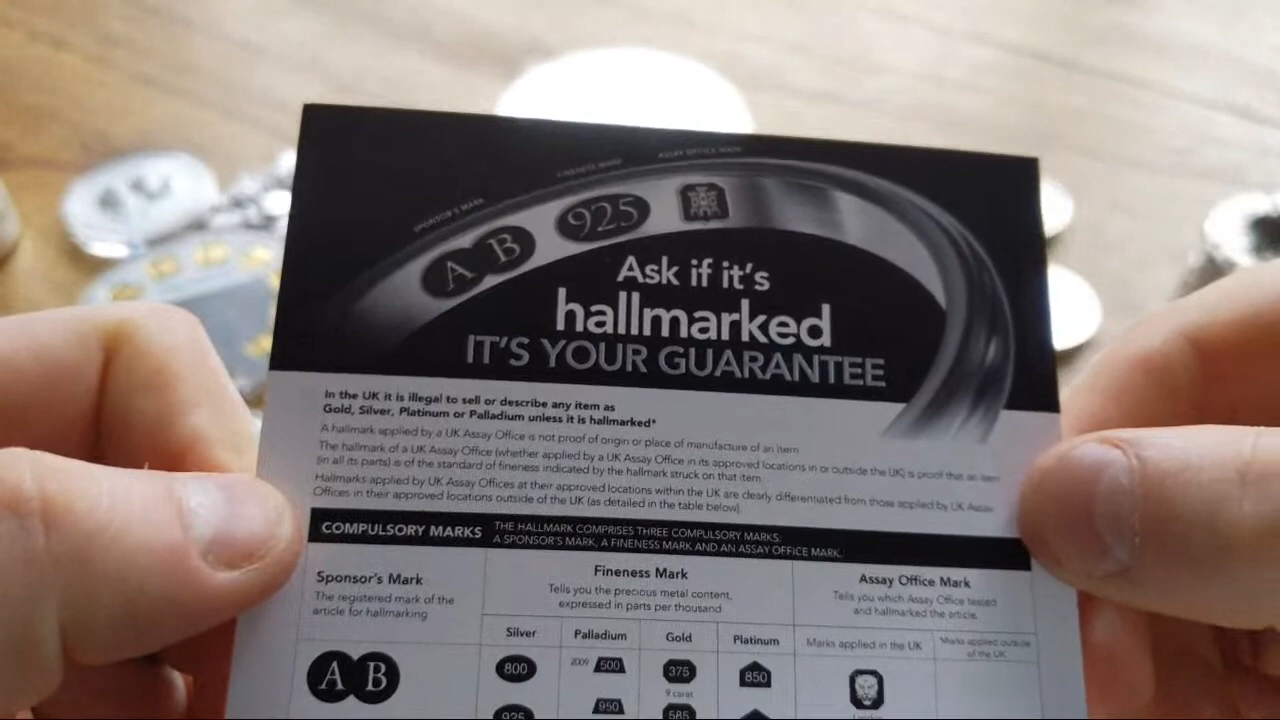 SPONSOR'S MARK
FINENESS MARK
ASSAY OFFICE MARK
A B
925
Ask if it's
hallmarked
IT'S YOUR GUARANTEE
In the UK it is illegal to sell or describe any item as
Gold, Silver, Platinum or Palladium unless it is hallmarked*
A hallmark applied by a UK Assay Office is not proof of origin or place of manufacture of an item
The hallmark of a UK Assay Office (whether applied by a UK Assay Office in its approved locations in or outside the UK) is proof that an item
(in all its parts) is of the standard of fineness indicated by the hallmark struck on that item
Hallmarks applied by UK Assay Offices at their approved locations within the UK are clearly differentiated from those applied by UK Assay
Offices in their approved locations outside of the UK (as detailed in the table below).
COMPULSORY MARKS
THE HALLMARK COMPRISES THREE COMPULSORY MARKS:
A SPONSOR'S MARK, A FINENESS MARK AND AN ASSAY OFFICE MARK.
Sponsor's Mark
The registered mark of the
article for hallmarking
A B
Fineness Mark
Tells you the precious metal content,
expressed in parts per thousand
Silver
Palladium
Gold
Platinum
800
2009 500
375
850
9 carat
925
950
585
Assay Office Mark
Tells you which Assay Office tested
and hallmarked the article.
Marks applied in the UK
Marks applied outside
of the UK
London